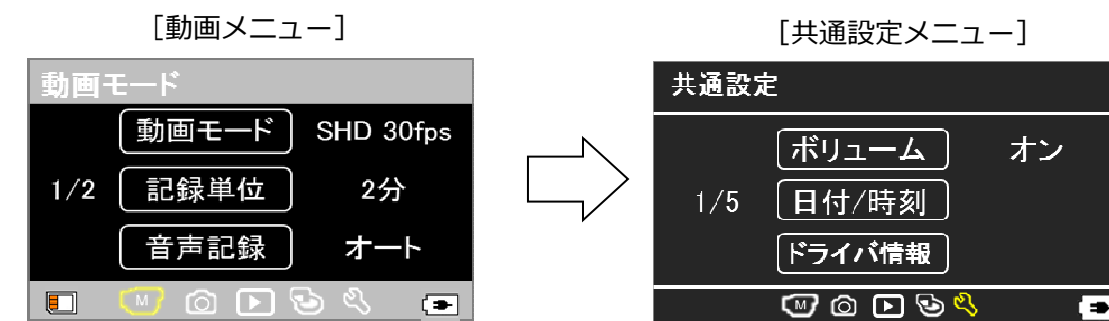 [動画メニュー]
動画モード
動画モード SHD 30fps
1/2 記録単位 2分
音声記録 オート
M
[共通設定メニュー]
共通設定
ボリューム オン
1/5 日付/時刻
ドライバ情報
M